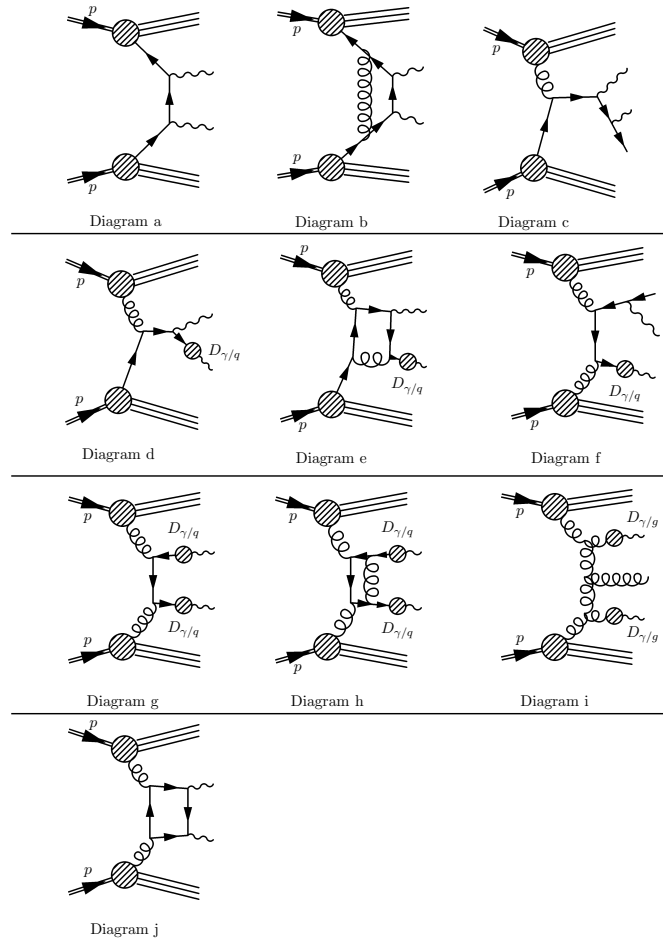 p
p
Diagram a
p
p
Diagram b
p
p
Diagram c
p
D_{γ/q}
p
Diagram d
p
D_{γ/q}
p
Diagram e
p
D_{γ/q}
p
Diagram f
p
D_{γ/q}
D_{γ/q}
p
Diagram g
p
D_{γ/q}
D_{γ/q}
p
Diagram h
p
D_{γ/g}
D_{γ/g}
p
Diagram i
p
p
Diagram j